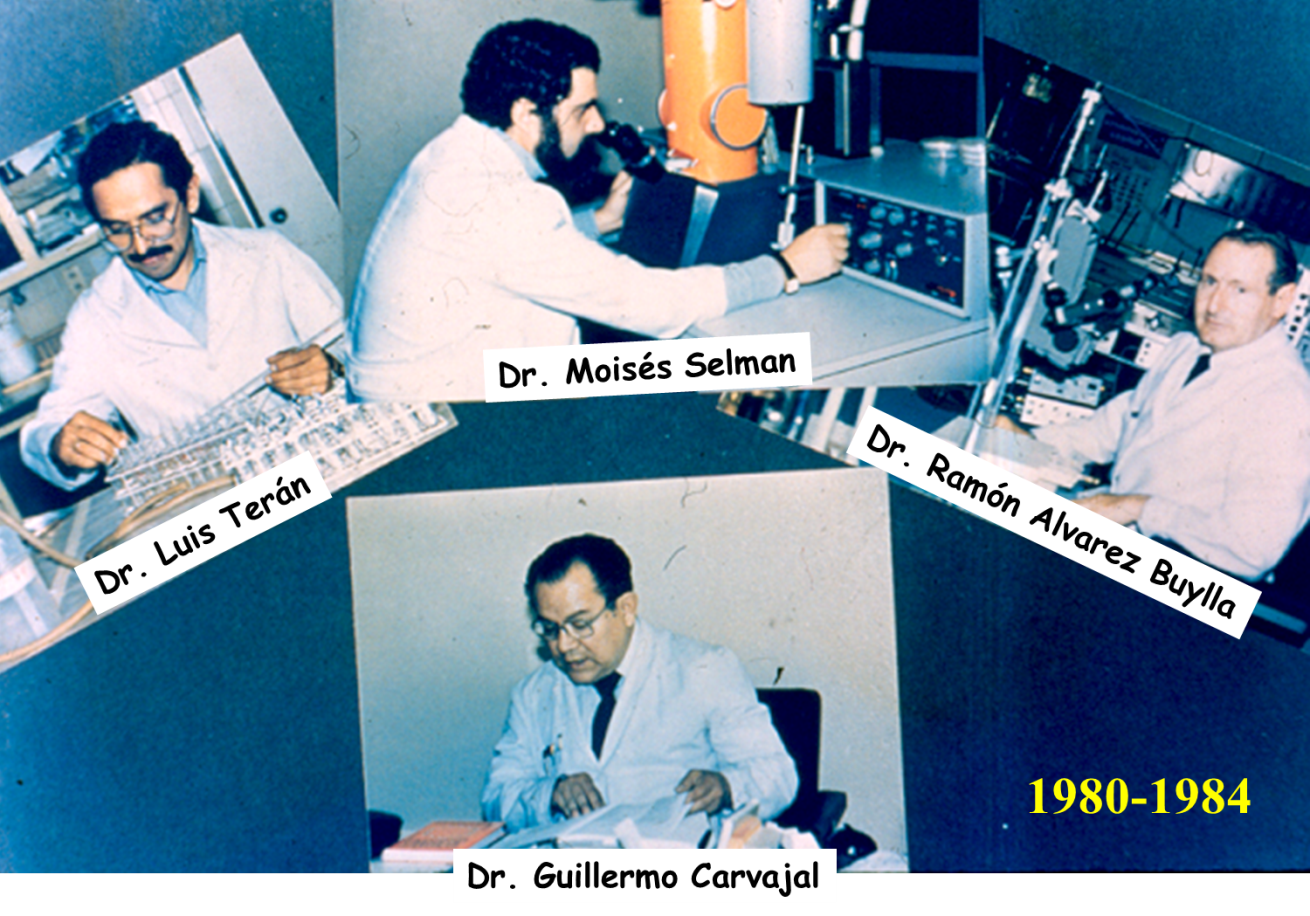 Dr. Moisés Selman
Dr. Luis Terán
Dr. Ramón Alvarez Buylla
1980-1984
Dr. Guillermo Carvajal